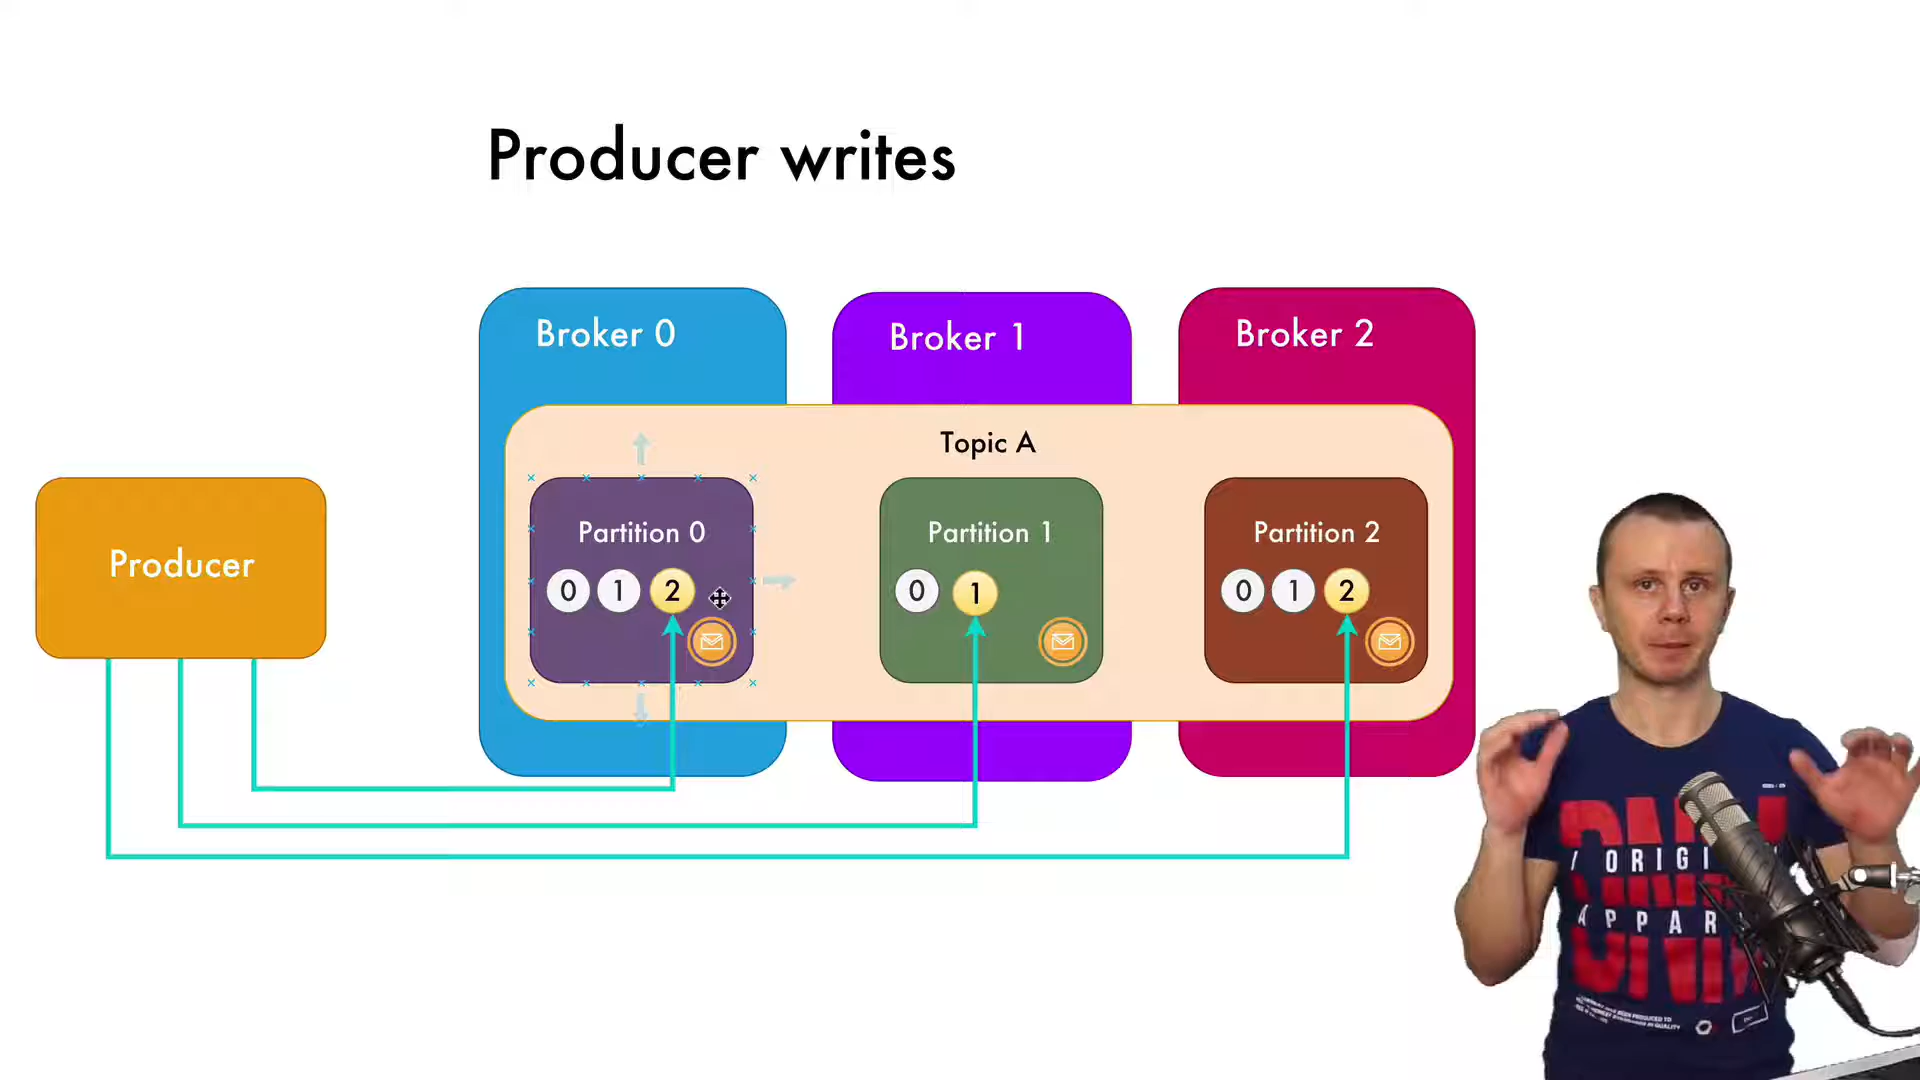 Producer writes
Broker 0
Broker 1
Broker 2
Topic A
Producer
Partition 0
Partition 1
Partition 2
0 1 2
0 1
0 1 2
ORIGI
APPAR